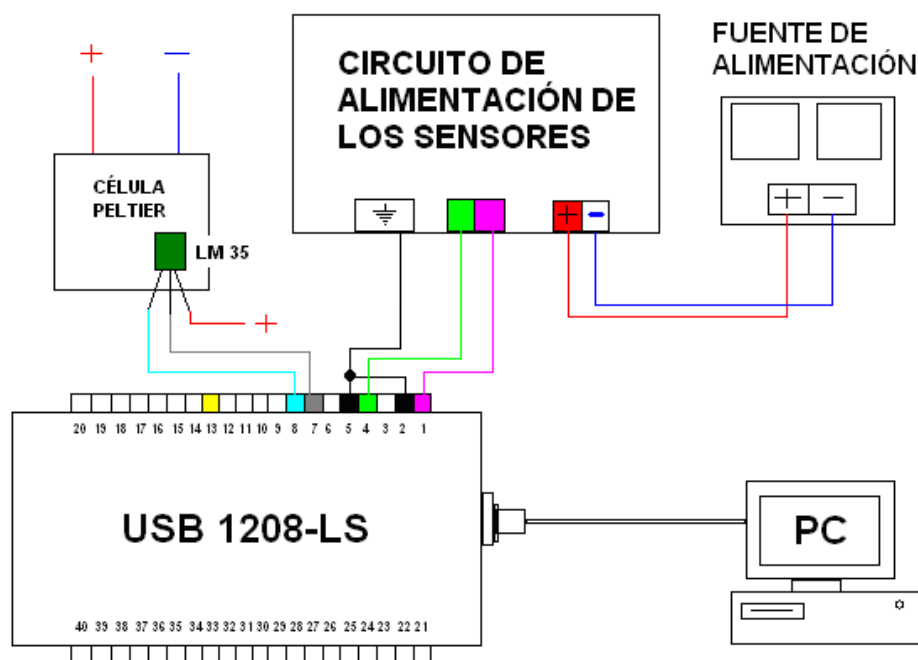 + −
CÉLULA
PELTIER
LM 35
+
CIRCUITO DE
ALIMENTACIÓN DE
LOS SENSORES
+ −
FUENTE DE
ALIMENTACIÓN
+ −
20 19 18 17 16 15 14 13 12 11 10 9 8 7 6 5 4 3 2 1
USB 1208-LS
40 39 38 37 36 35 34 33 32 31 30 29 28 27 26 25 24 23 22 21
PC